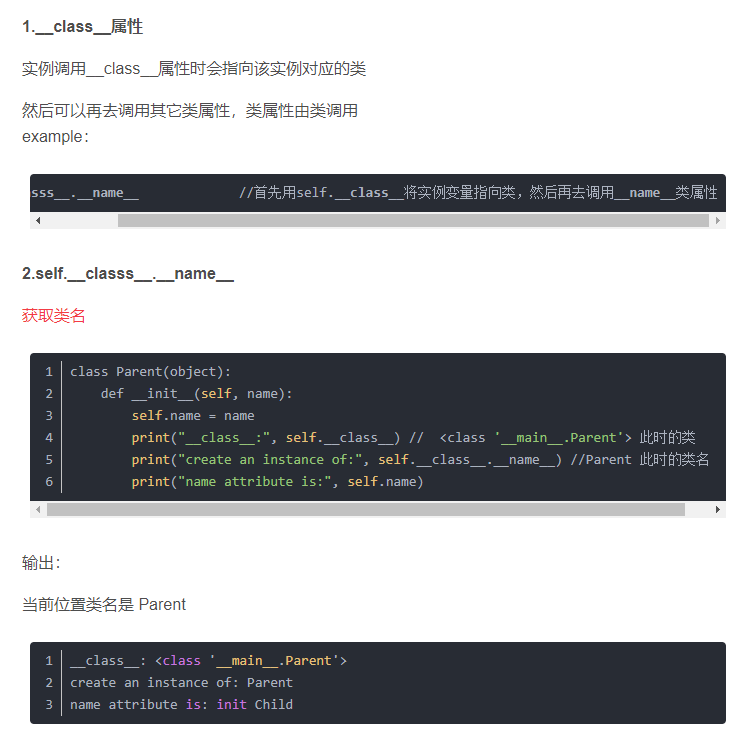 1.__class__属性
实例调用__class__属性时会指向该实例对应的类
然后可以再去调用其它类属性，类属性由类调用
example：
sss__.__name__ //首先用self.__class__将实例变量指向类，然后再去调用__name__类属性
2.self.__classs__.__name__
获取类名
1 class Parent(object):
2 def __init__(self, name):
3 self.name = name
4 print("__class__:", self.__class__) // <class '__main__.Parent'> 此时的类
5 print("create an instance of:", self.__class__.__name__) //Parent 此时的类名
6 print("name attribute is:", self.name)
输出：
当前位置类名是 Parent
1 __class__: <class '__main__.Parent'>
2 create an instance of: Parent
3 name attribute is: init Child